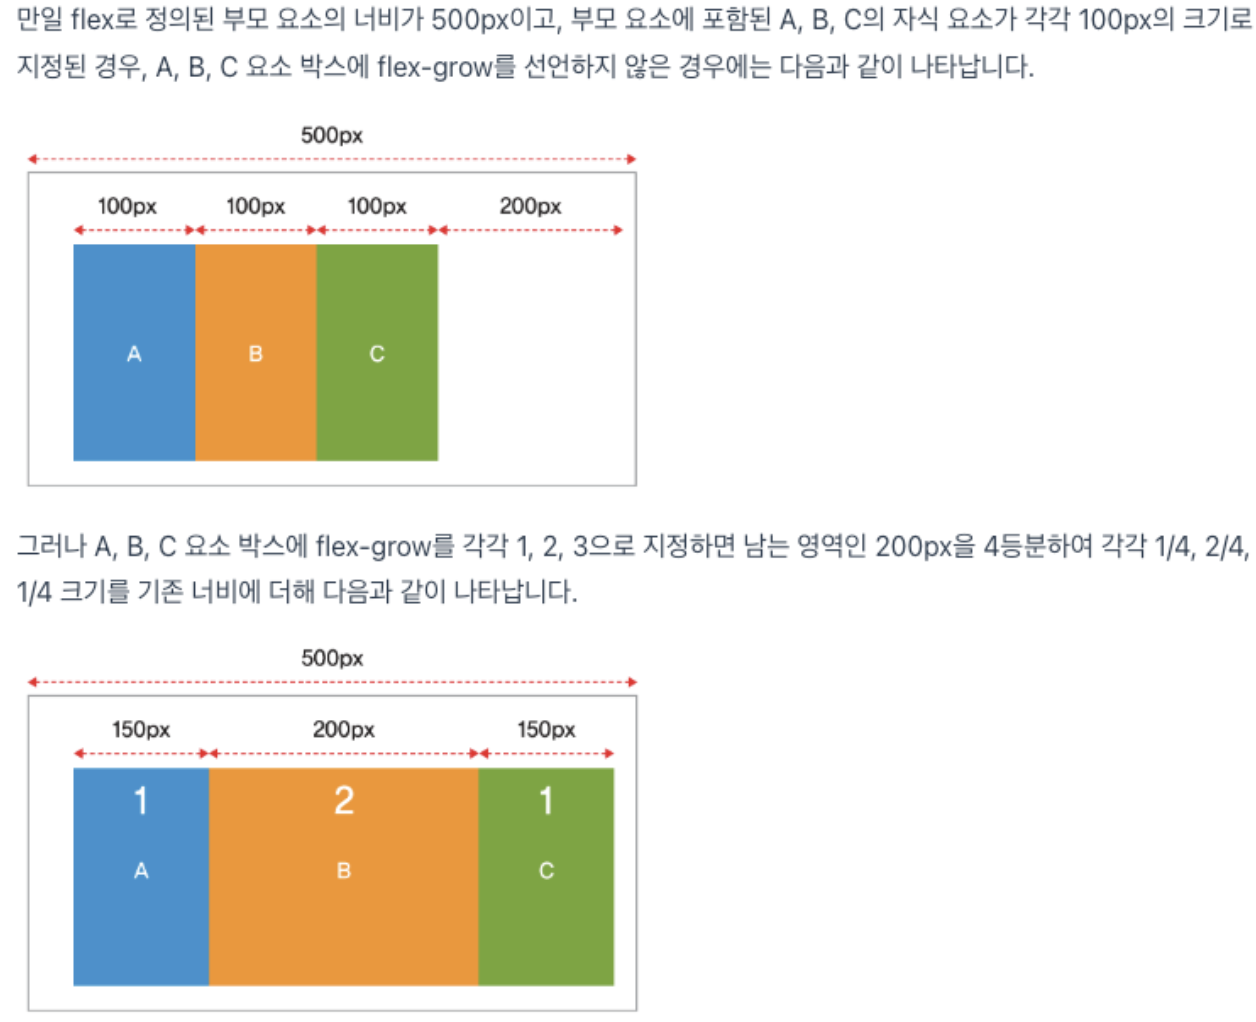 만일 flex로 정의된 부모 요소의 너비가 500px이고, 부모 요소에 포함된 A, B, C의 자식 요소가 각각 100px의 크기로
지정된 경우, A, B, C 요소 박스에 flex-grow를 선언하지 않은 경우에는 다음과 같이 나타납니다.
500px
100px 100px 100px 200px
A B C
그러나 A, B, C 요소 박스에 flex-grow를 각각 1, 2, 3으로 지정하면 남는 영역인 200px을 4등분하여 각각 1/4, 2/4,
1/4 크기를 기존 너비에 더해 다음과 같이 나타납니다.
500px
150px 200px 150px
1 2 1
A B C